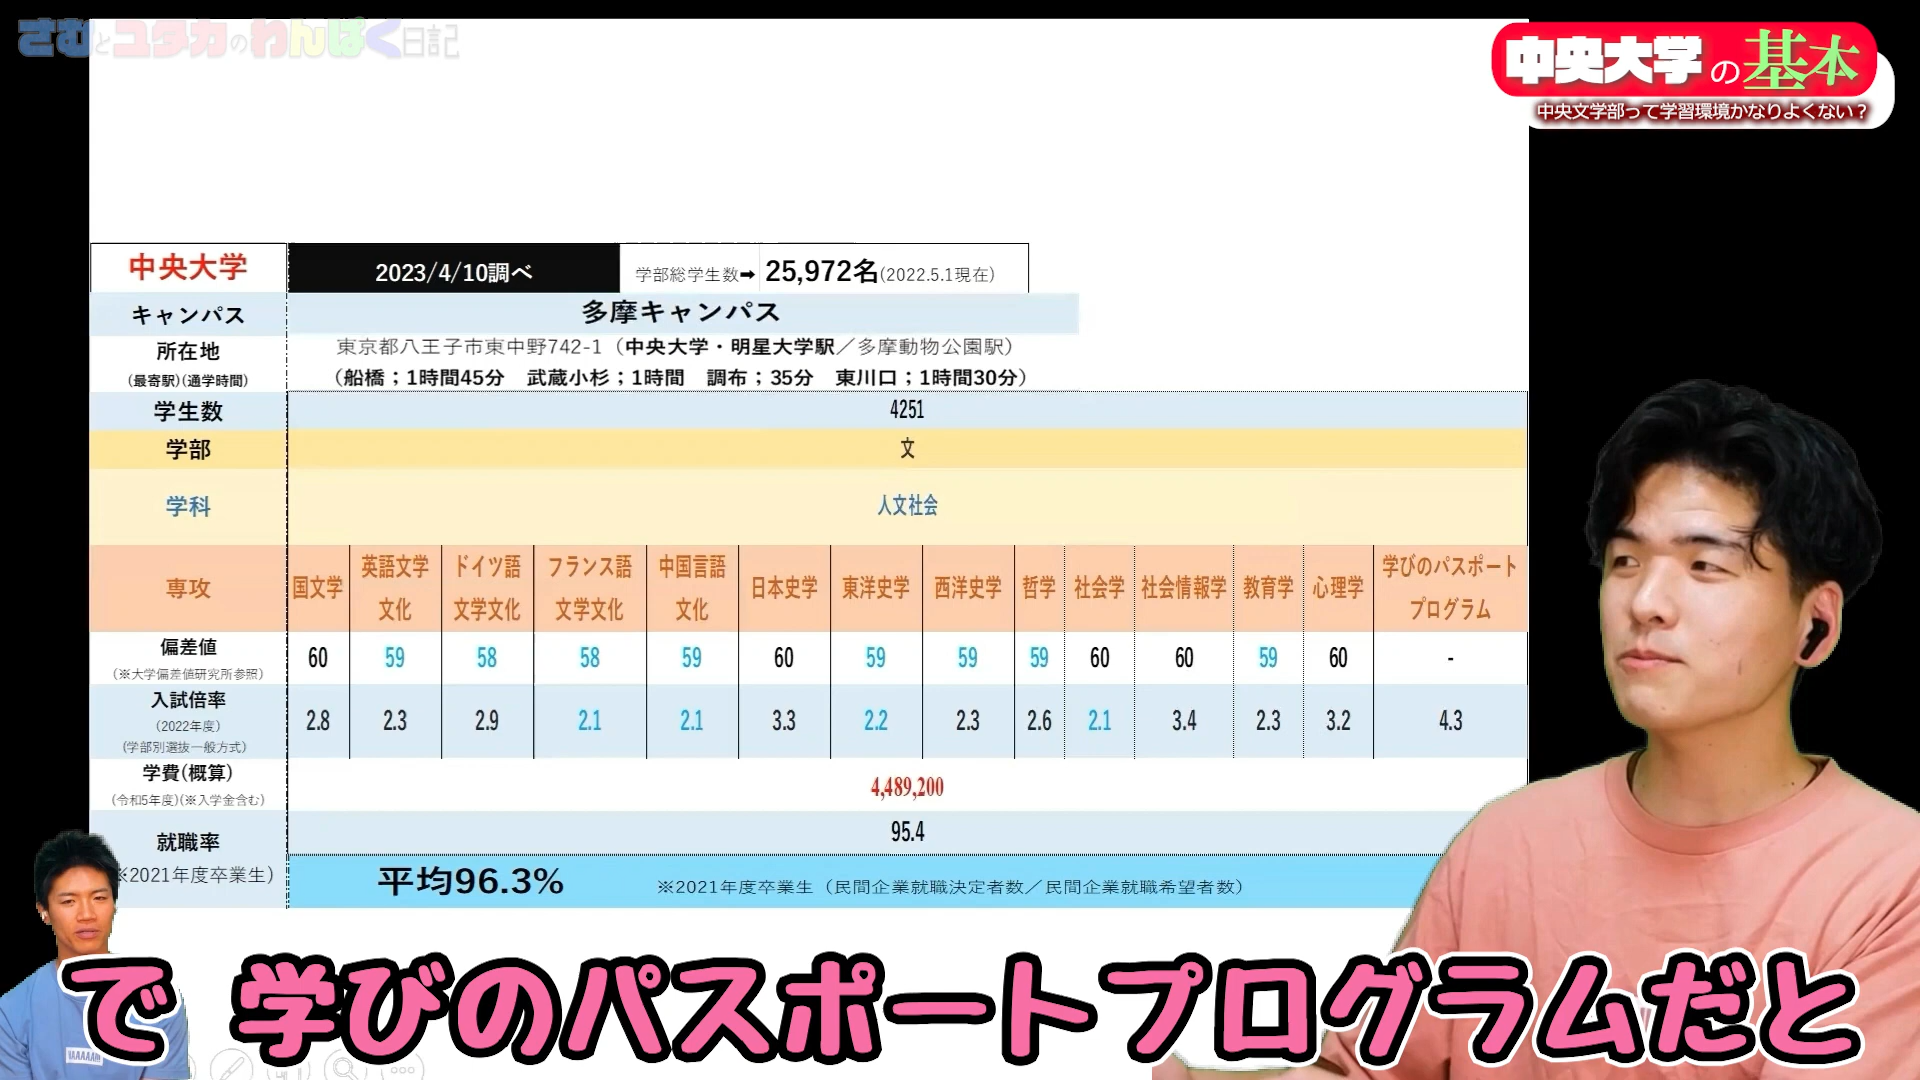 さむとユタカのわんぱく日記
中央大学の基本
中央文学部って学習環境かなりよくない？
中央大学
2023/4/10調べ
学部総学生数➡ 25,972名(2022.5.1現在)
キャンパス
多摩キャンパス
所在地
(最寄駅)(通学時間)
東京都八王子市東中野742-1（中央大学・明星大学駅／多摩動物公園駅）
（船橋；1時間45分　武蔵小杉；1時間　調布；35分　東川口；1時間30分）
学生数
4251
学部
文
学科
人文社会
専攻
国文学
英語文学
文化
ドイツ語
文学文化
フランス語
文学文化
中国言語
文化
日本史学
東洋史学
西洋史学
哲学
社会学
社会情報学
教育学
心理学
学びのパスポート
プログラム
偏差値
(※大学偏差値研究所参照)
60 59 58 58 59 60 59 59 59 60 60 59 60 -
入試倍率
(2022年度)
(学部別選抜一般方式)
2.8 2.3 2.9 2.1 2.1 3.3 2.2 2.3 2.6 2.1 3.4 2.3 3.2 4.3
学費(概算)
(令和5年度)(※入学金含む)
4,489,200
就職率
※2021年度卒業生）
95.4
平均96.3%
※2021年度卒業生（民間企業就職決定者数／民間企業就職希望者数）
で 学びのパスポートプログラムだと